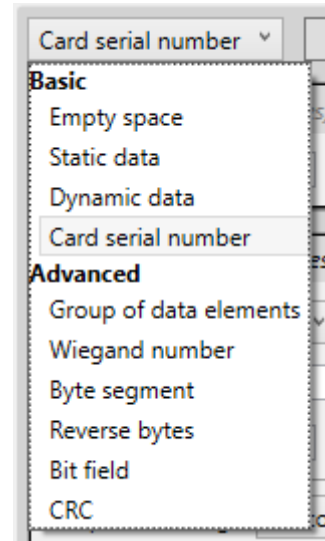 Card serial number
Basic
Empty space
Static data
Dynamic data
Card serial number
Advanced
Group of data elements
Wiegand number
Byte segment
Reverse bytes
Bit field
CRC